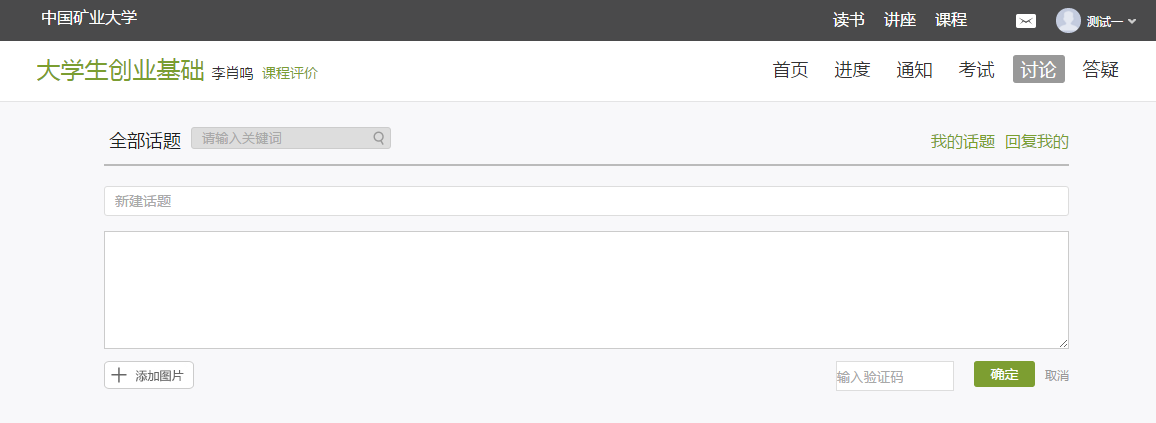 中国矿业大学 读书 讲座 课程 测试一
大学生创业基础 李肖鸣 课程评价 首页 进度 通知 考试 讨论 答疑
全部话题 请输入关键词 我的话题 回复我的
新建话题
添加图片 输入验证码 确定 取消